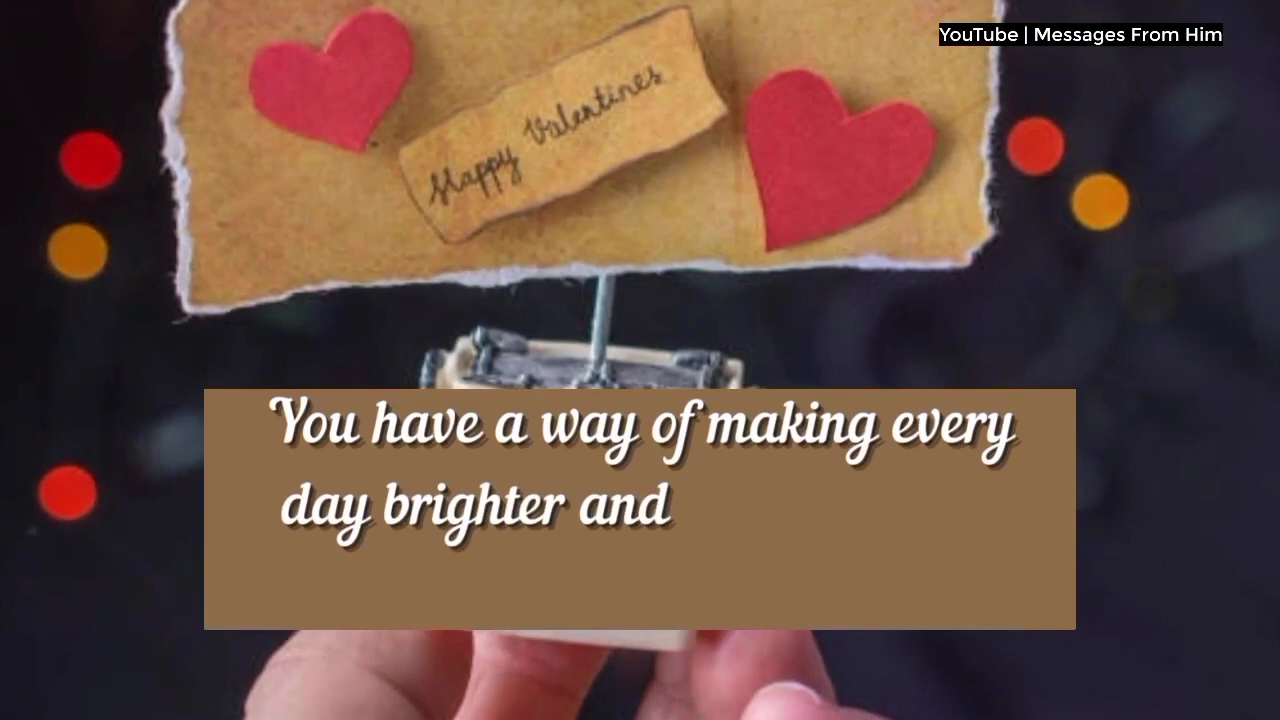 YouTube | Messages From Him
Happy Valentines
You have a way of making every
day brighter and